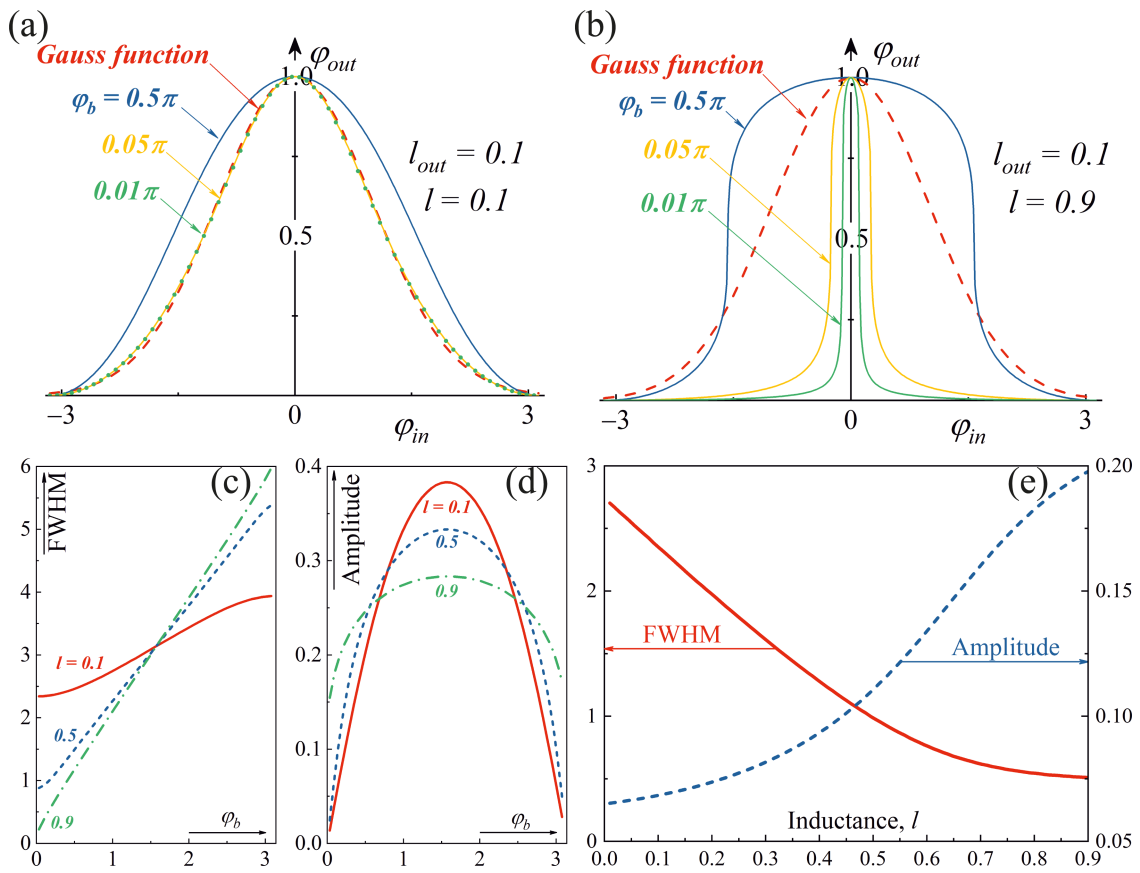 (a)
φout
Gauss function
1.0
φb = 0.5π
0.05π
lout = 0.1
0.01π
l = 0.1
0.5
−3
0
3
φin
(b)
φout
Gauss function
1.0
φb = 0.5π
0.05π
lout = 0.1
0.01π
l = 0.9
0.5
−3
0
3
φin
(c)
FWHM
6
5
4
3
2
1
0
l = 0.1
0.5
0.9
φb
0
1
2
3
(d)
Amplitude
0.4
0.3
0.2
0.1
0.0
l = 0.1
0.5
0.9
φb
0
1
2
3
(e)
3
2
1
0
0.20
0.15
0.10
0.05
FWHM
Amplitude
Inductance, l
0.0 0.1 0.2 0.3 0.4 0.5 0.6 0.7 0.8 0.9